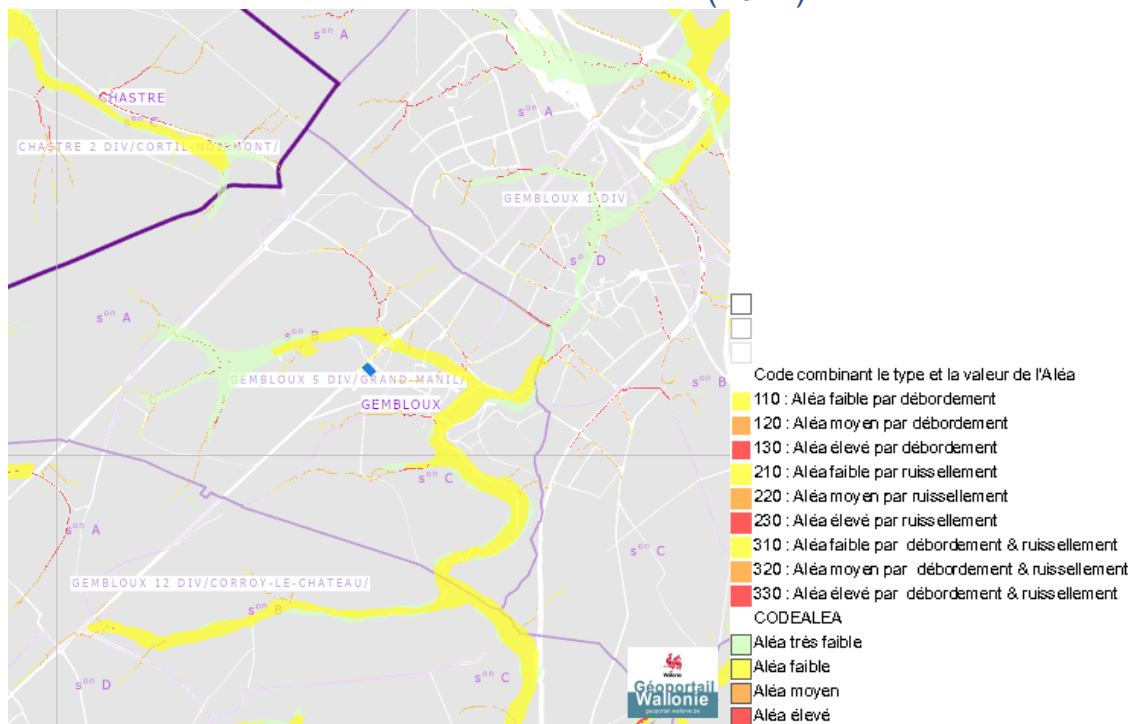 sᵒⁿ A
sᵒⁿ A
CHASTRE
sᵒⁿ C
CHASTRE 2 DIV/CORTIL-NOIRMONT/
GEMBLOUX 1 DIV
sᵒⁿ D
sᵒⁿ A
sᵒⁿ B
GEMBLOUX 5 DIV/GRAND-MANIL/
sᵒⁿ B
GEMBLOUX
sᵒⁿ C
sᵒⁿ A
sᵒⁿ C
GEMBLOUX 12 DIV/CORROY-LE-CHATEAU/
sᵒⁿ B
sᵒⁿ D
sᵒⁿ C
Wallonie
Géoportail
Wallonie
geoportail.wallonie.be
Code combinant le type et la valeur de l'Aléa
110 : Aléa faible par débordement
120 : Aléa moyen par débordement
130 : Aléa élevé par débordement
210 : Aléa faible par ruissellement
220 : Aléa moyen par ruissellement
230 : Aléa élevé par ruissellement
310 : Aléa faible par débordement & ruissellement
320 : Aléa moyen par débordement & ruissellement
330 : Aléa élevé par débordement & ruissellement
CODEALEA
Aléa très faible
Aléa faible
Aléa moyen
Aléa élevé